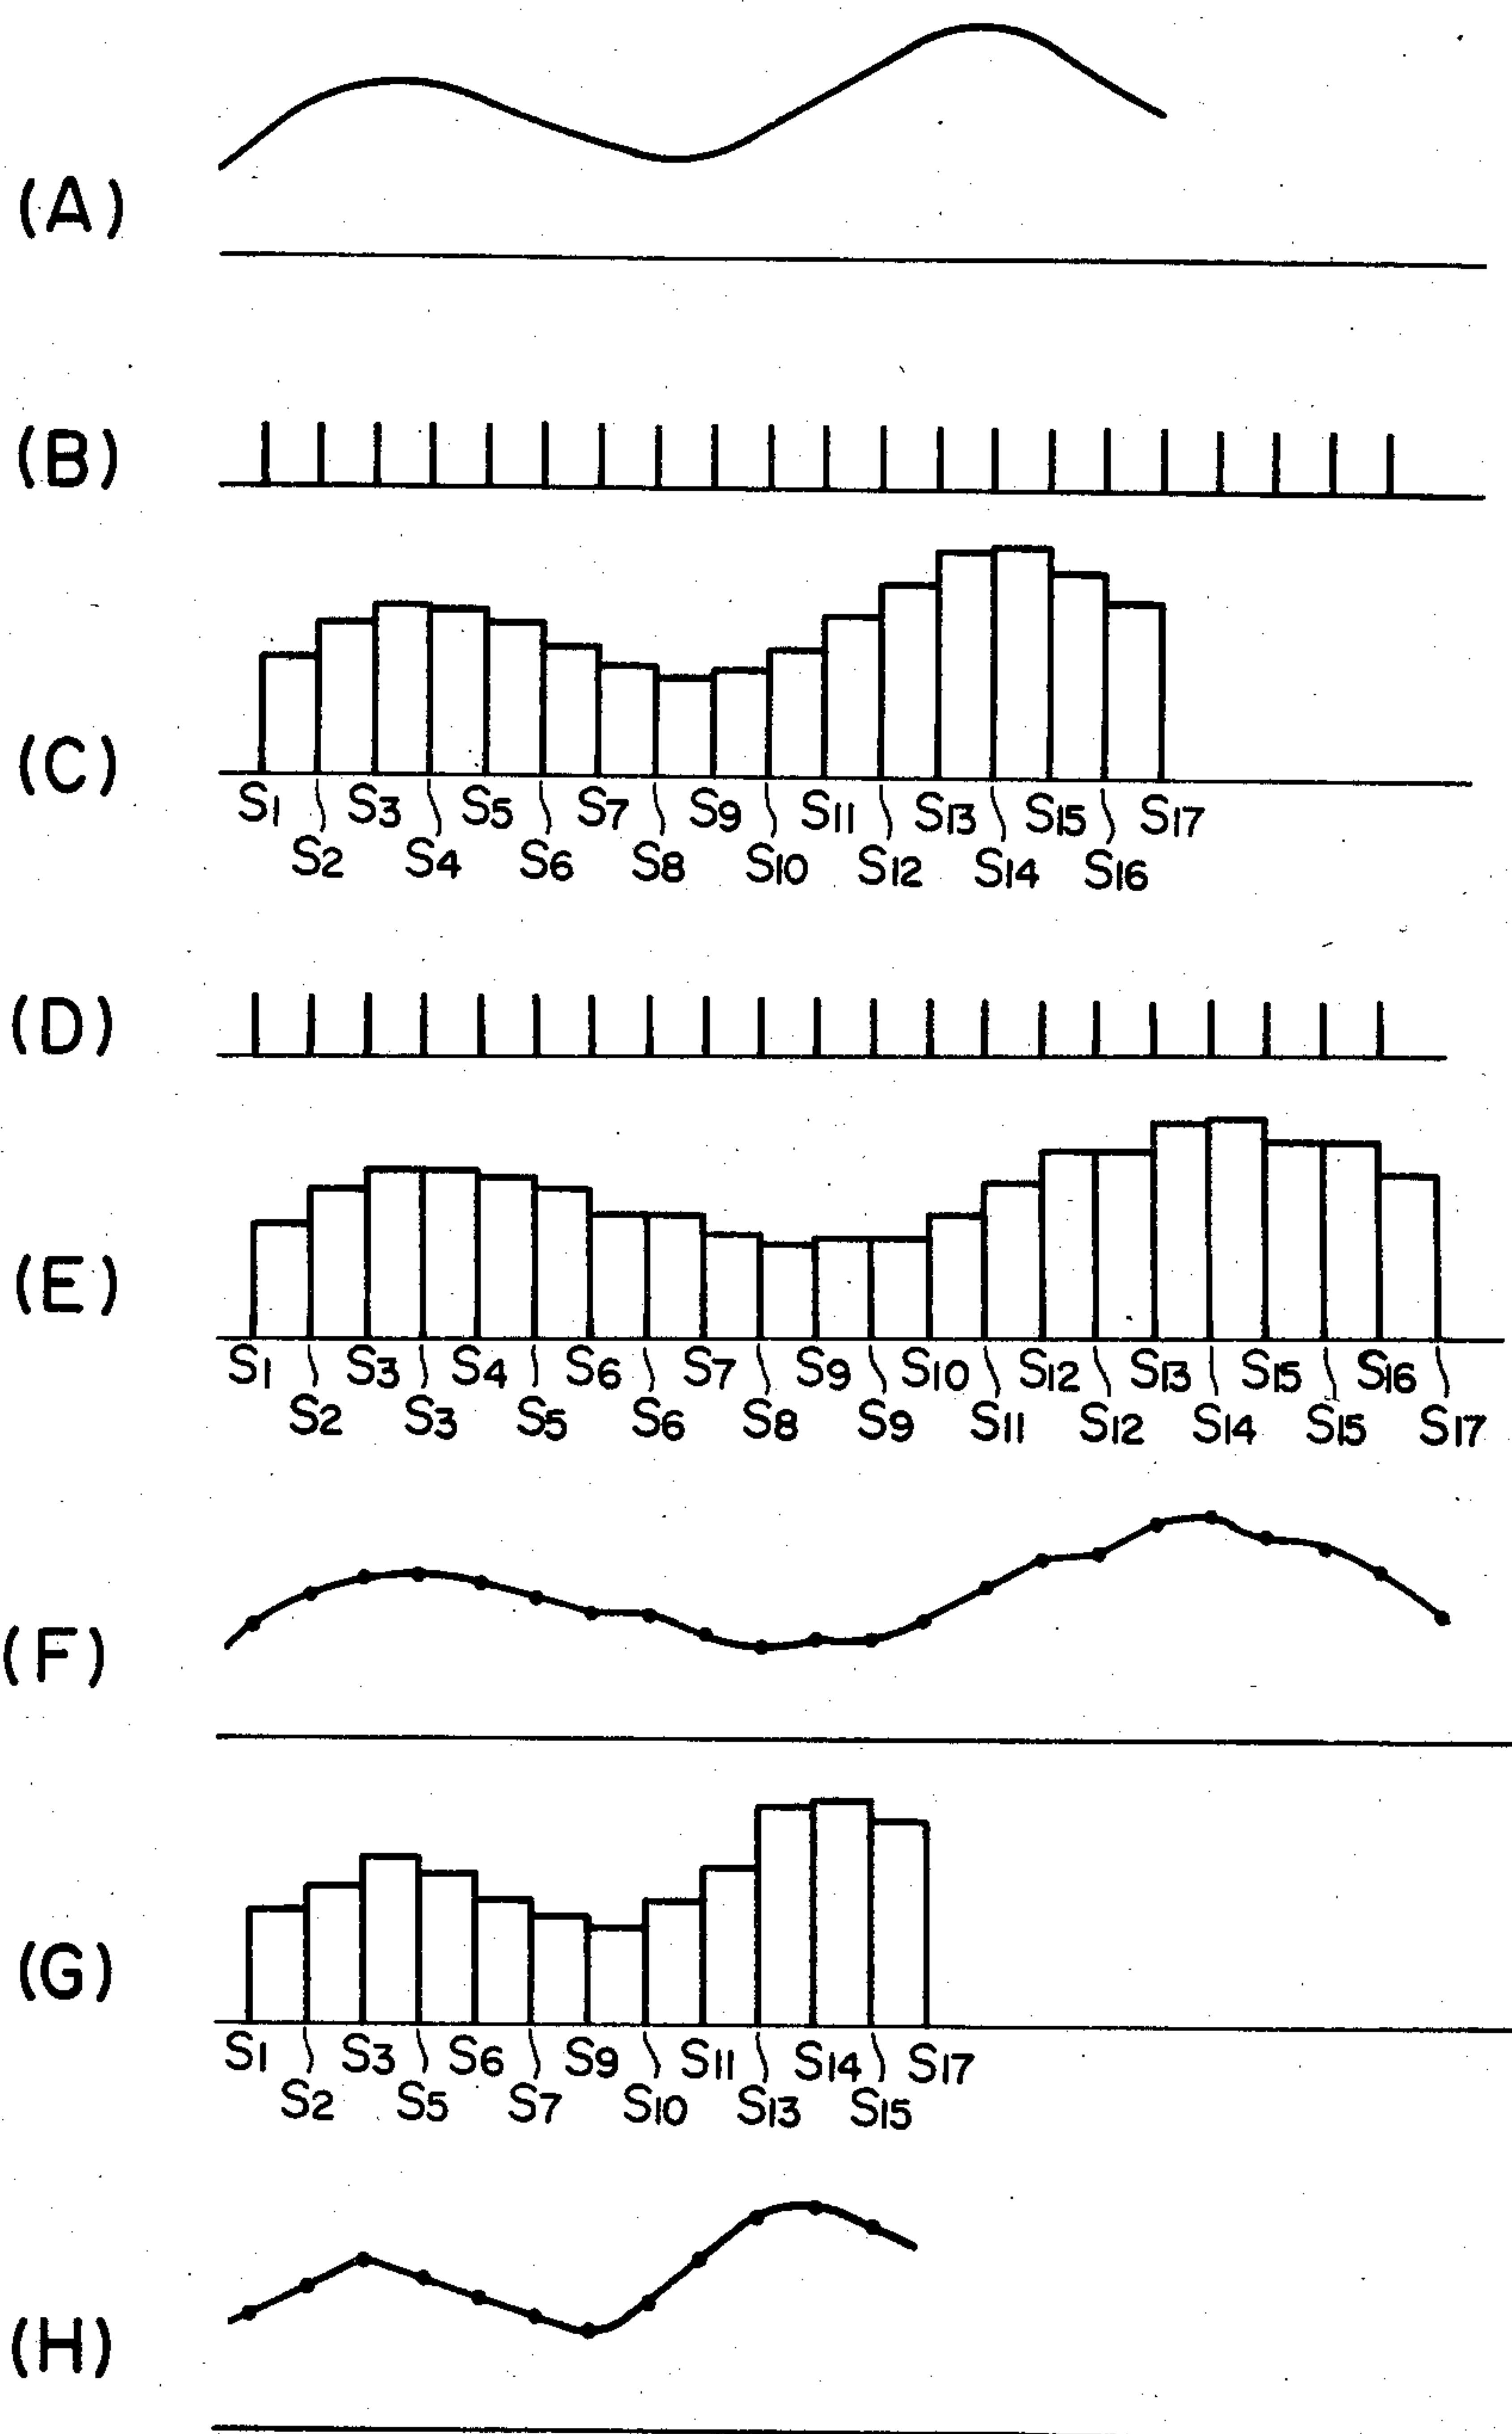 (A)
(B)
(C)
S1 S3 S5 S7 S9 S11 S13 S15 S17
S2 S4 S6 S8 S10 S12 S14 S16
(D)
(E)
S1 S3 S4 S6 S7 S9 S10 S12 S13 S15 S16
S2 S3 S5 S6 S8 S9 S11 S12 S14 S15 S17
(F)
(G)
S1 S3 S6 S9 S11 S14 S17
S2 S5 S7 S10 S13 S15
(H)